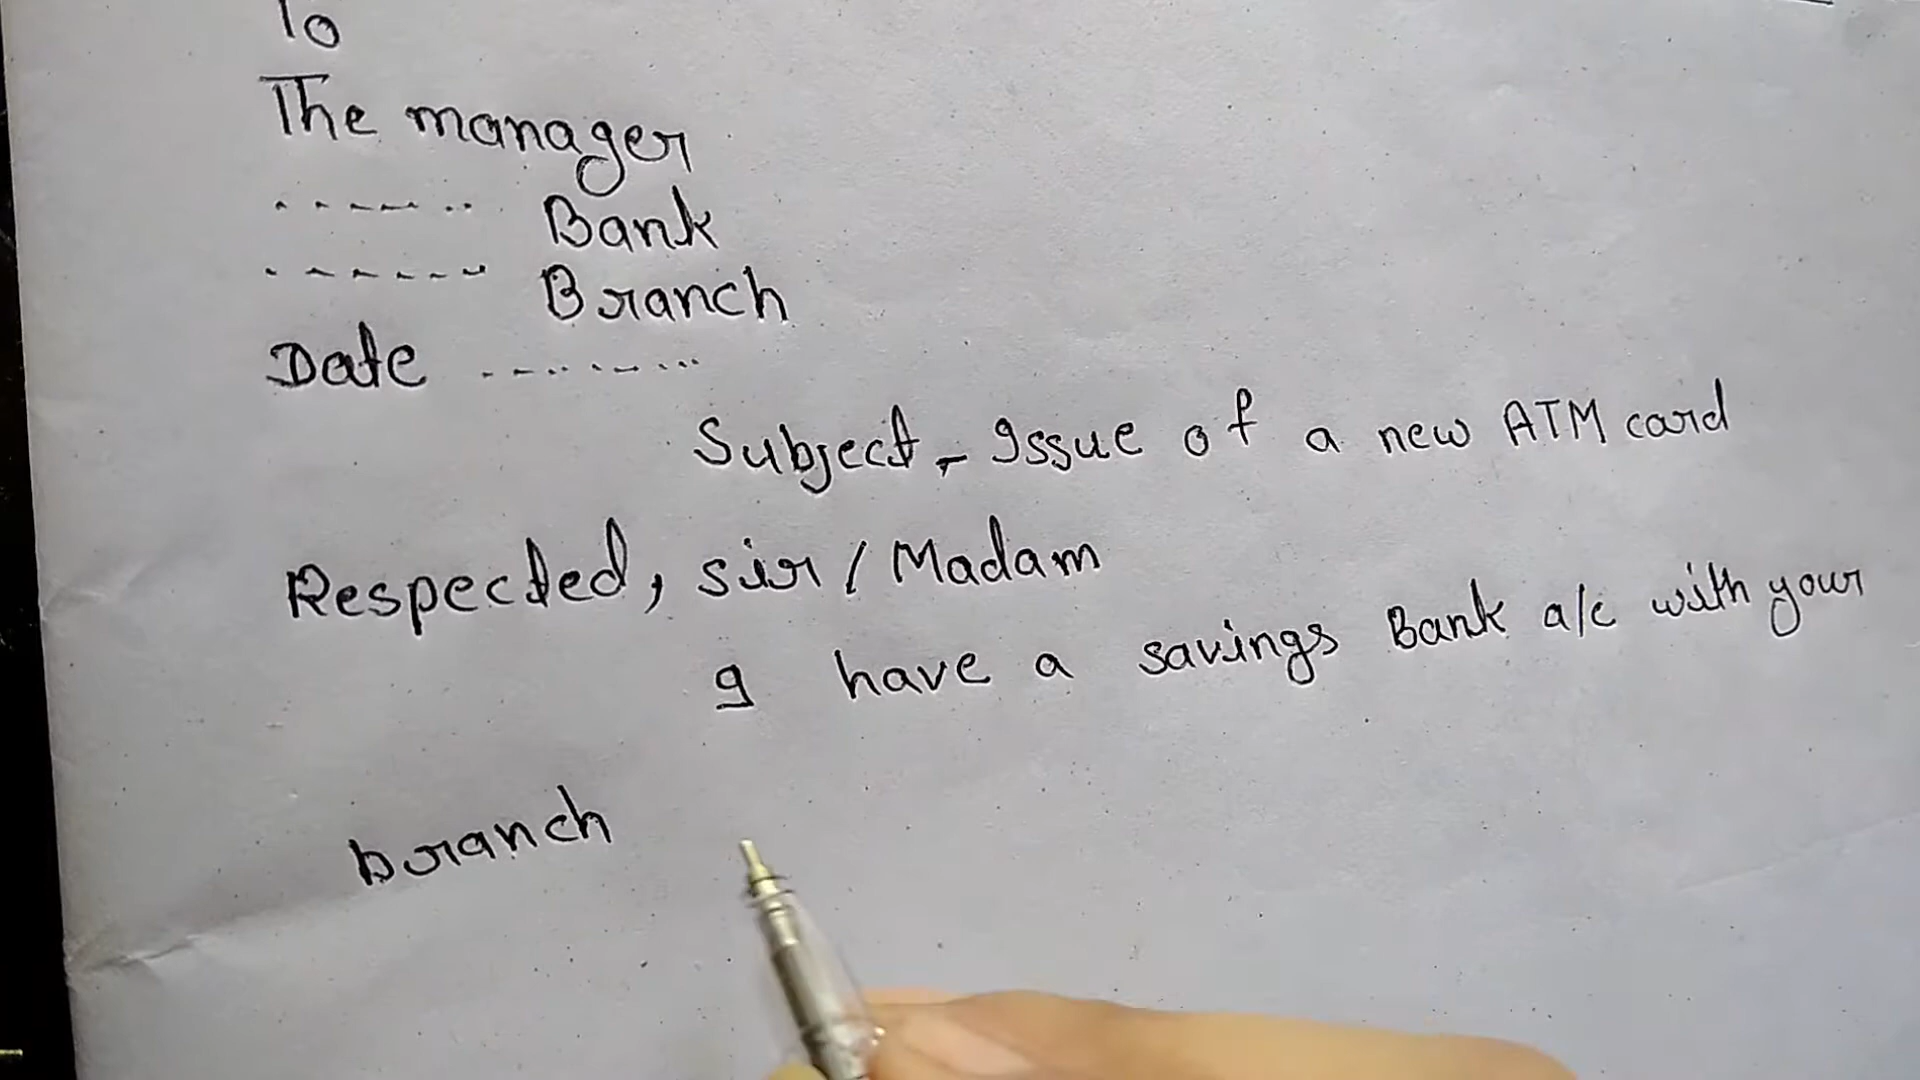 To
The manager
........ Bank
........ Branch
Date ..........
Subject - Issue of a new ATM card
Respected, sir / Madam
I have a savings Bank a/c with your
branch